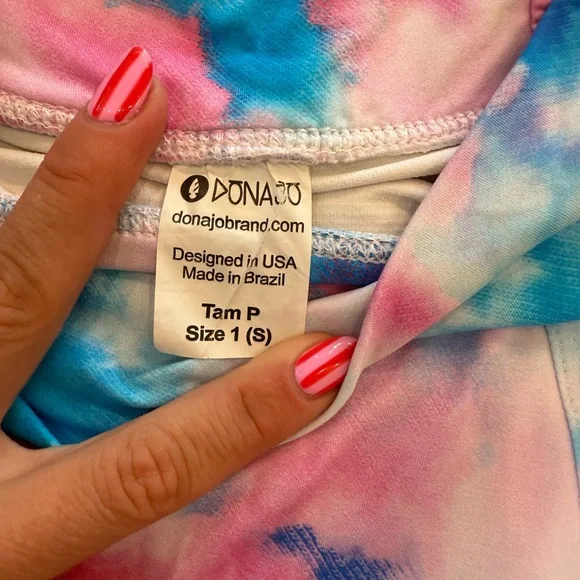 DONAJO
donajobrand.com
Designed in USA
Made in Brazil
Tam P
Size 1 (S)